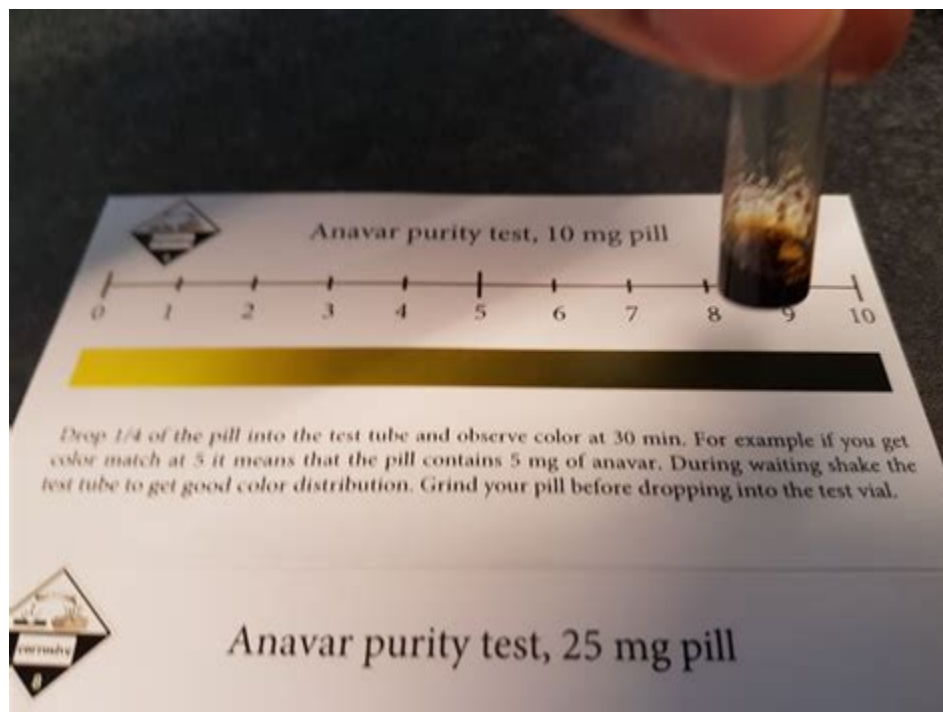 Anavar purity test, 10 mg pill
0 1 2 3 4 5 6 7 8 9 10
Drop 1/4 of the pill into the test tube and observe color at 30 min. For example if you get
color match at 5 it means that the pill contains 5 mg of anavar. During waiting shake the
test tube to get good color distribution. Grind your pill before dropping into the test vial.
corrosive
8
Anavar purity test, 25 mg pill